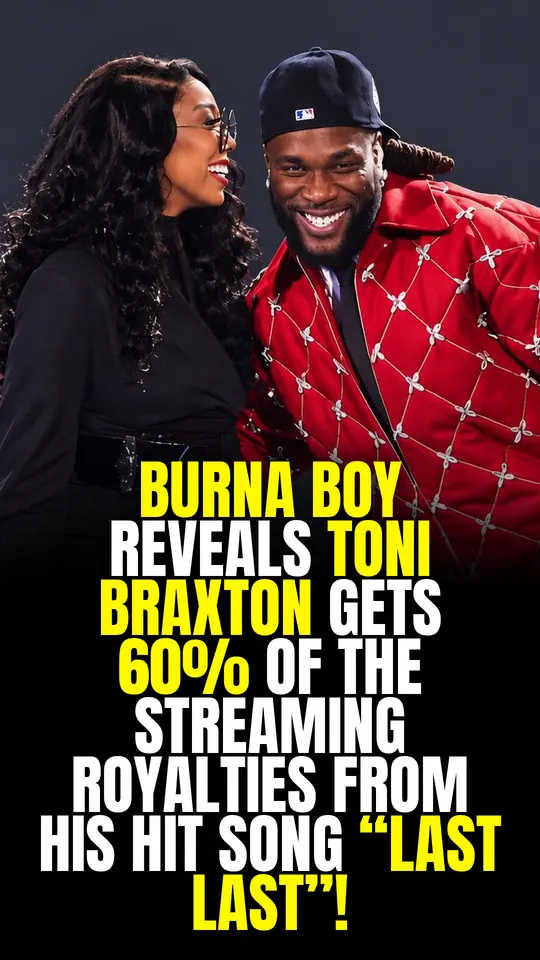 BURNA BOY
REVEALS TONI
BRAXTON GETS
60% OF THE
STREAMING
ROYALTIES FROM
HIS HIT SONG “LAST
LAST”!